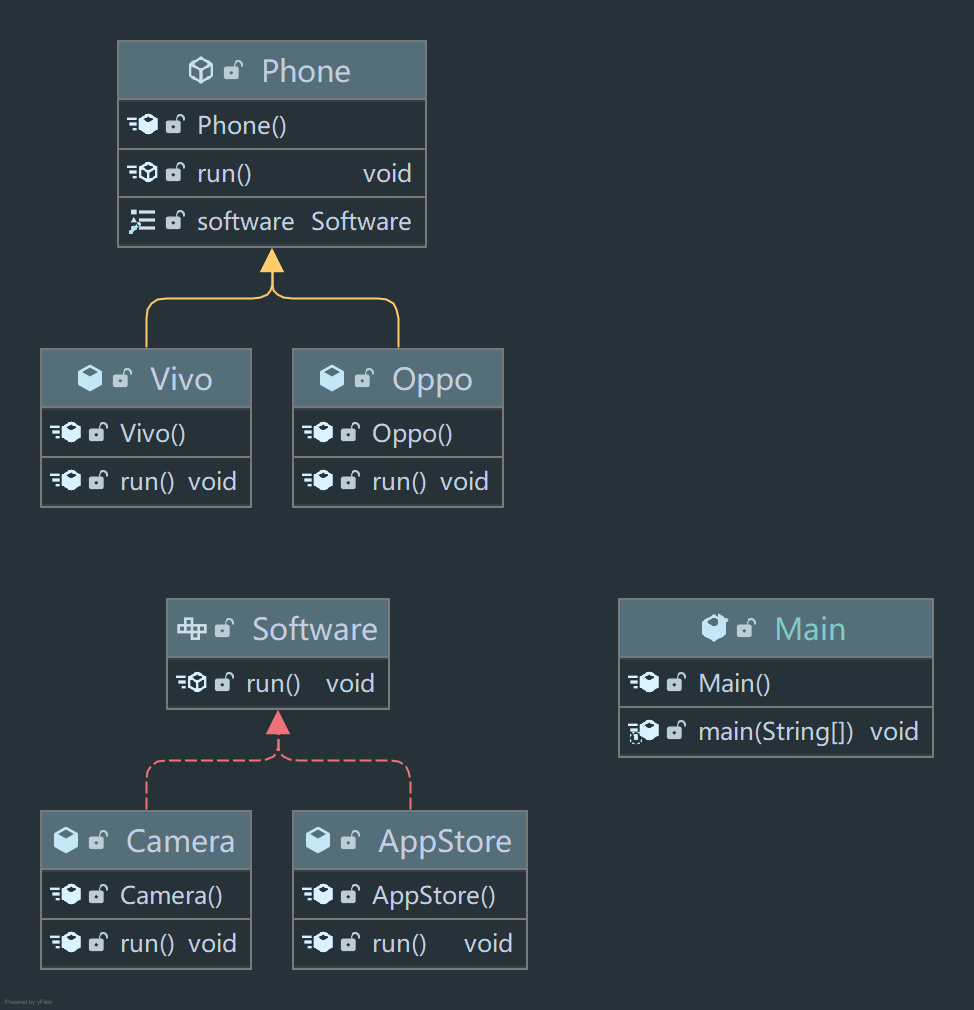 Phone
Phone()
run() void
software Software
Vivo
Vivo()
run() void
Oppo
Oppo()
run() void
Software
run() void
Main
Main()
main(String[]) void
Camera
Camera()
run() void
AppStore
AppStore()
run() void
Powered by yFiles